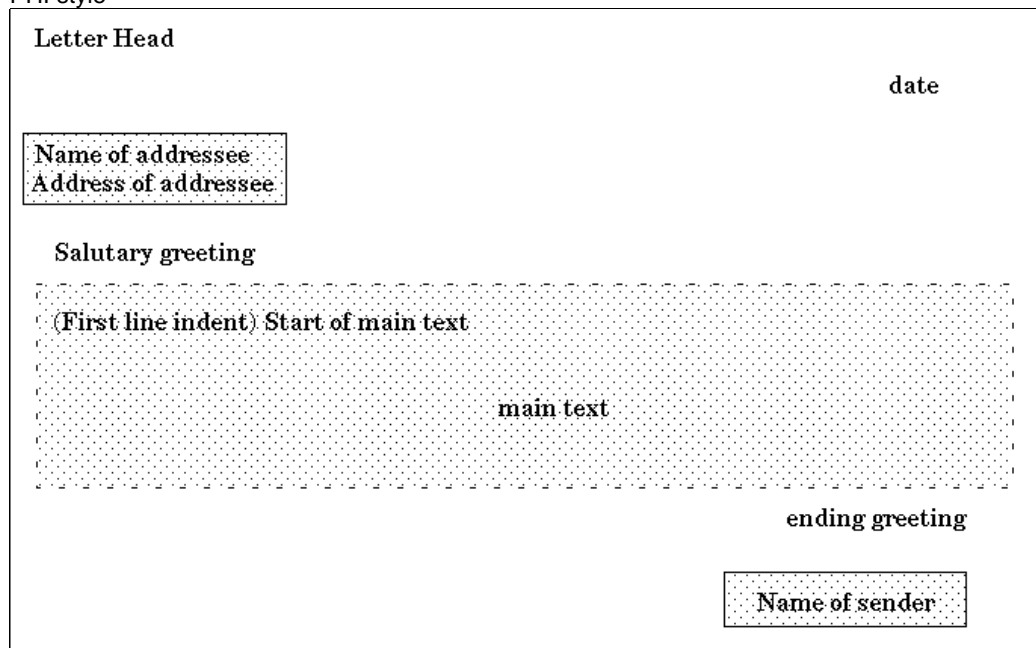 style
Letter Head
date
Name of addressee
Address of addressee
Salutary greeting
(First line indent) Start of main text
main text
ending greeting
Name of sender